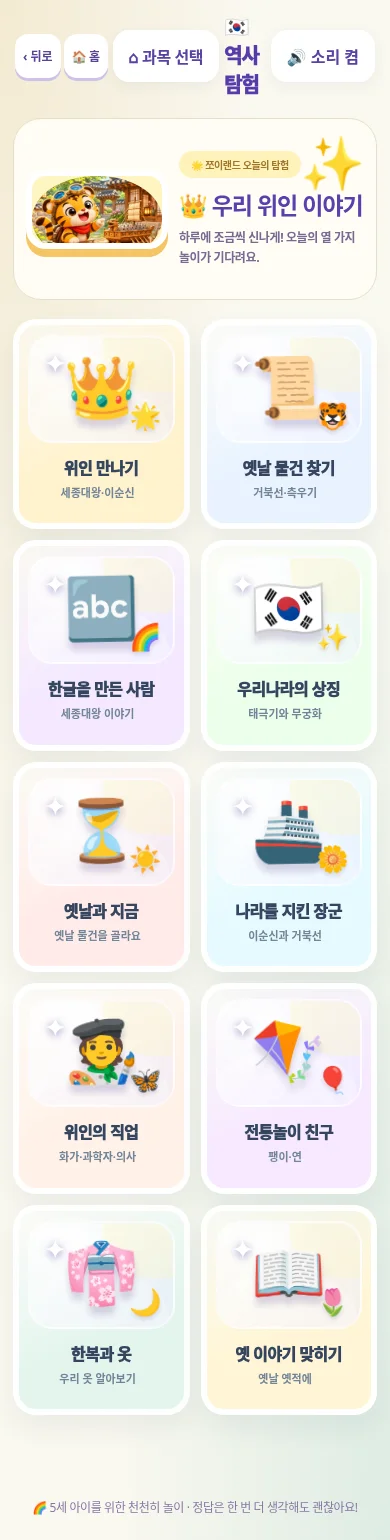 ‹ 뒤로
홈
⌂ 과목 선택
역사
탐험
소리 켬
쪼이랜드 오늘의 탐험
우리 위인 이야기
하루에 조금씩 신나게! 오늘의 열 가지
놀이가 기다려요.
위인 만나기
세종대왕·이순신
옛날 물건 찾기
거북선·측우기
abc
한글을 만든 사람
세종대왕 이야기
우리나라의 상징
태극기와 무궁화
옛날과 지금
옛날 물건을 골라요
나라를 지킨 장군
이순신과 거북선
위인의 직업
화가·과학자·의사
전통놀이 친구
팽이·연
한복과 옷
우리 옷 알아보기
옛 이야기 맞히기
옛날 옛적에
5세 아이를 위한 천천히 놀이 · 정답은 한 번 더 생각해도 괜찮아요!